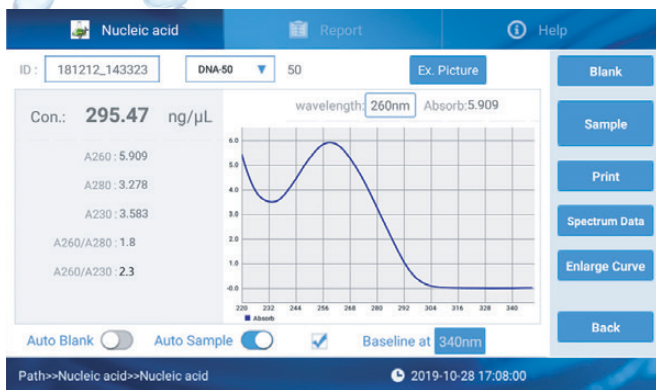 Nucleic acid
Report
Help
ID : 181212_143323 DNA-50 50 Ex. Picture
Blank
Con.: 295.47 ng/µL
wavelength: 260nm Absorb:5.909
Sample
A260 : 5.909
A280 : 3.278
A230 : 3.583
A260/A280 : 1.8
A260/A230 : 2.3
6.0
5.0
4.0
3.0
2.0
1.0
-0.0
220 232 244 256 268 280 292 304 316 328 340
Absorb
Print
Spectrum Data
Enlarge Curve
Back
Auto Blank Auto Sample Baseline at 340nm
Path>>Nucleic acid>>Nucleic acid 2019-10-28 17:08:00